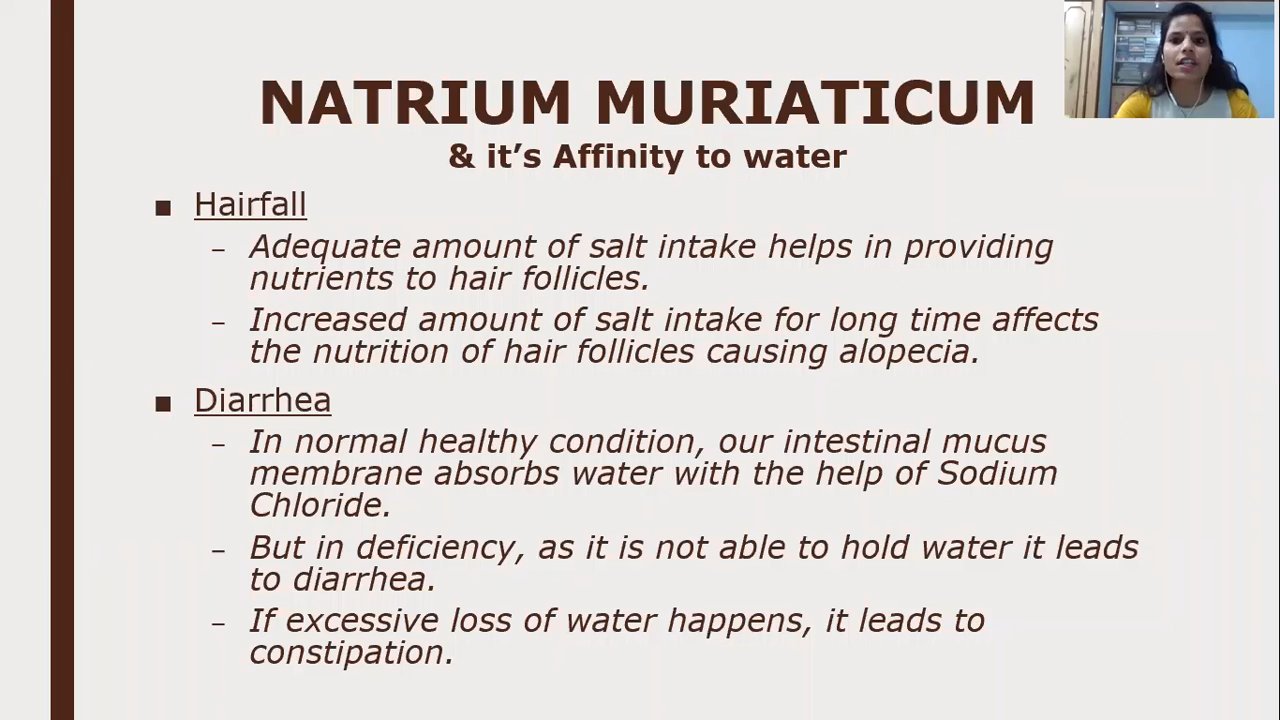 NATRIUM MURIATICUM
& it’s Affinity to water
■ Hairfall
– Adequate amount of salt intake helps in providing
nutrients to hair follicles.
– Increased amount of salt intake for long time affects
the nutrition of hair follicles causing alopecia.
■ Diarrhea
– In normal healthy condition, our intestinal mucus
membrane absorbs water with the help of Sodium
Chloride.
– But in deficiency, as it is not able to hold water it leads
to diarrhea.
– If excessive loss of water happens, it leads to
constipation.